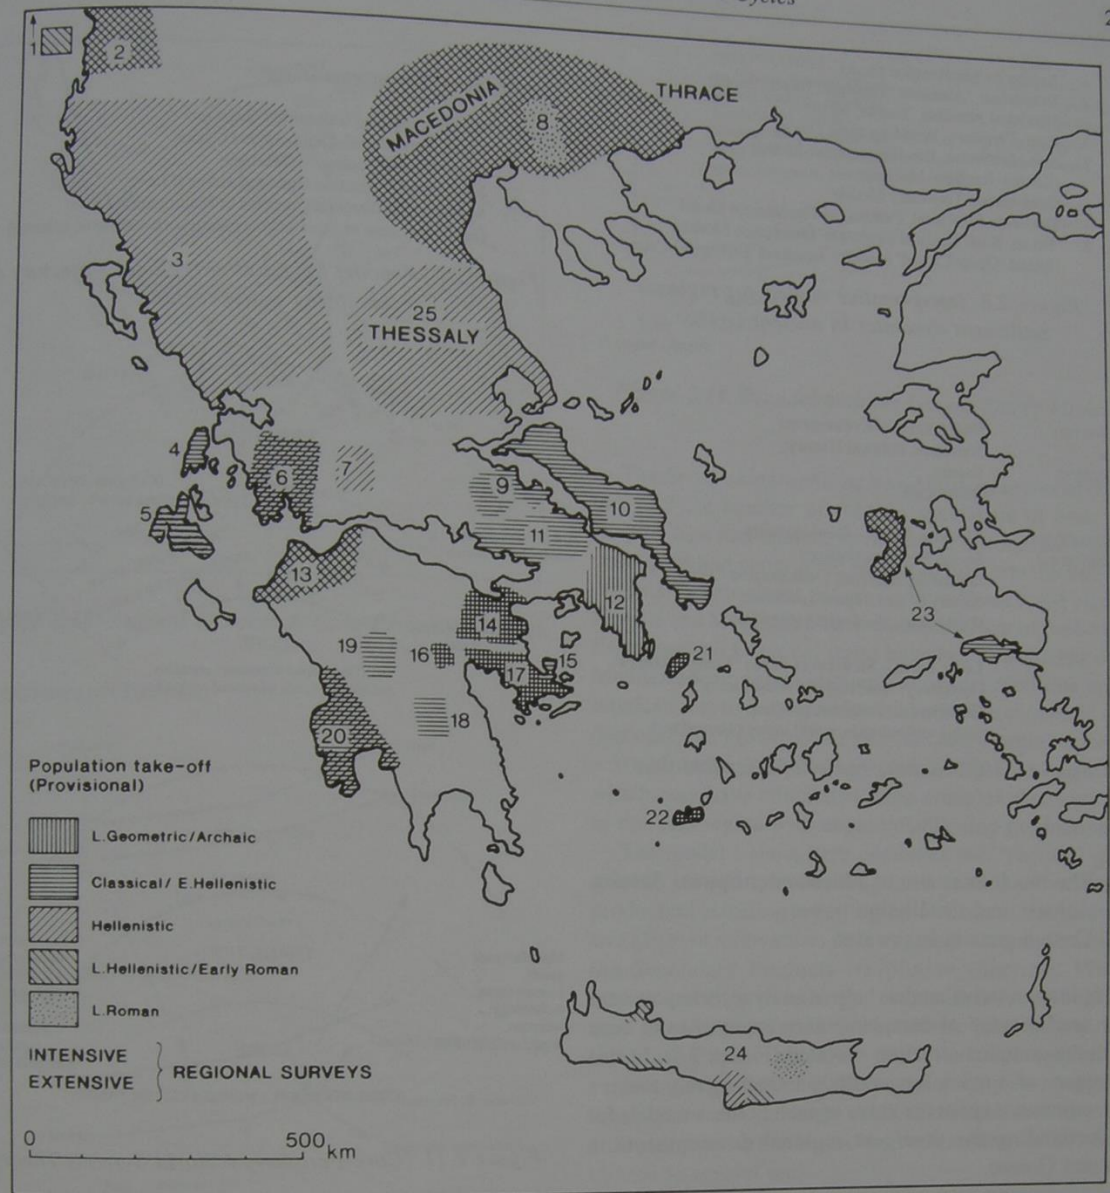 Cycles
2
1
2
MACEDONIA
THRACE
8
3
25
THESSALY
4
5
6
7
9
10
11
12
13
14
15
16
17
18
19
20
21
22
23
24
Population take-off
(Provisional)
L.Geometric/Archaic
Classical/ E.Hellenistic
Hellenistic
L.Hellenistic/Early Roman
L.Roman
INTENSIVE
EXTENSIVE
REGIONAL SURVEYS
0 500 km